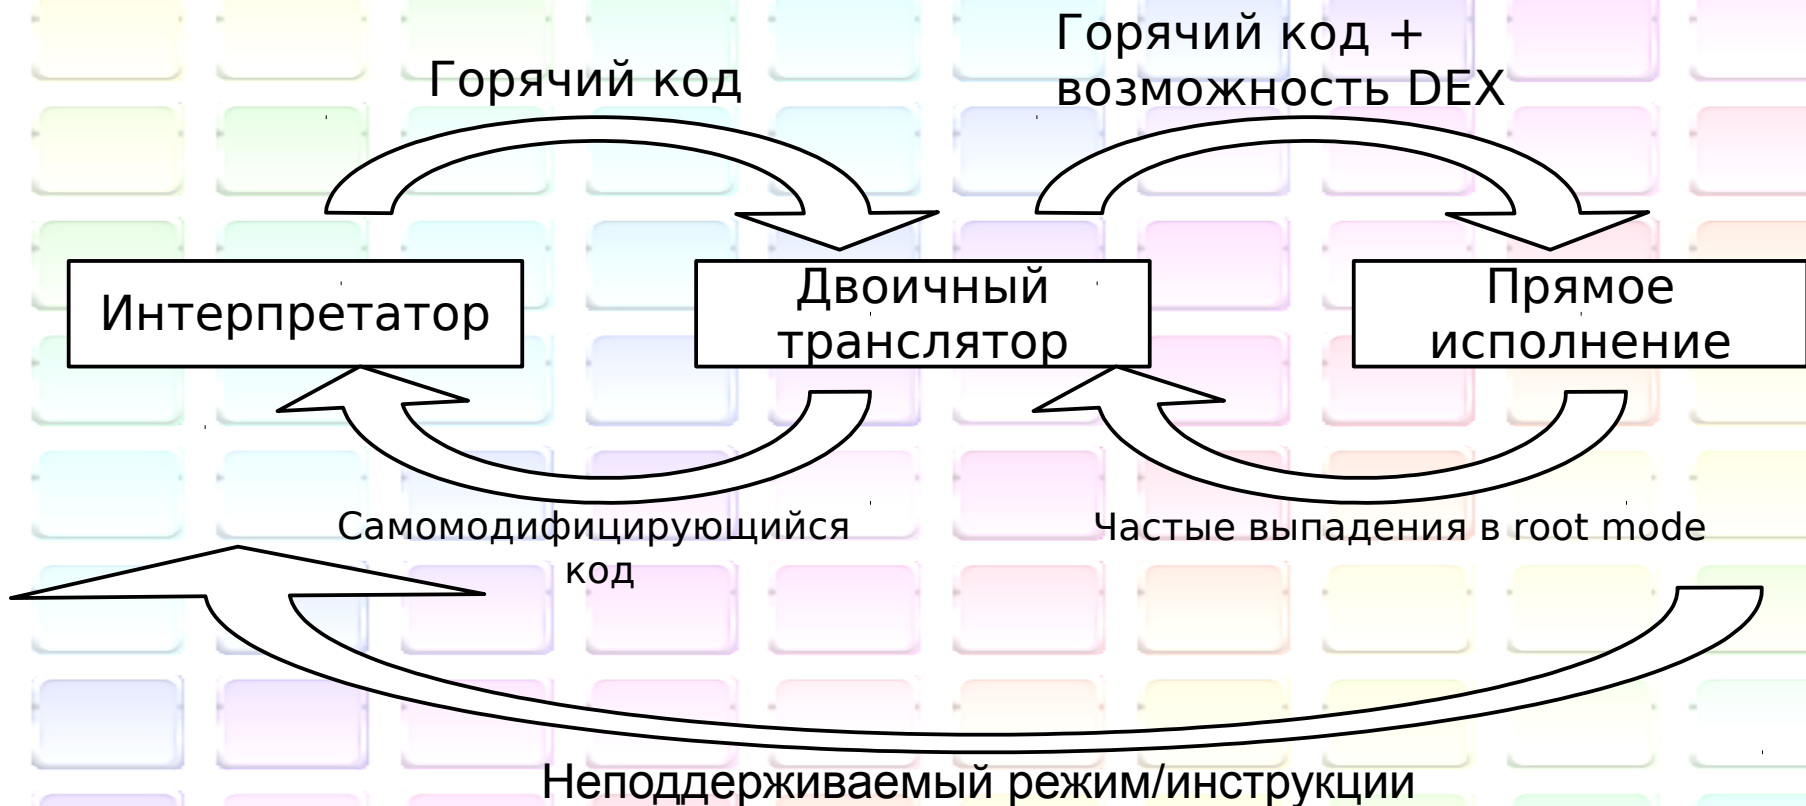 Горячий код
Горячий код +
возможность DEX
Интерпретатор
Двоичный
транслятор
Прямое
исполнение
Самомодифицирующийся
код
Частые выпадения в root mode
Неподдерживаемый режим/инструкции